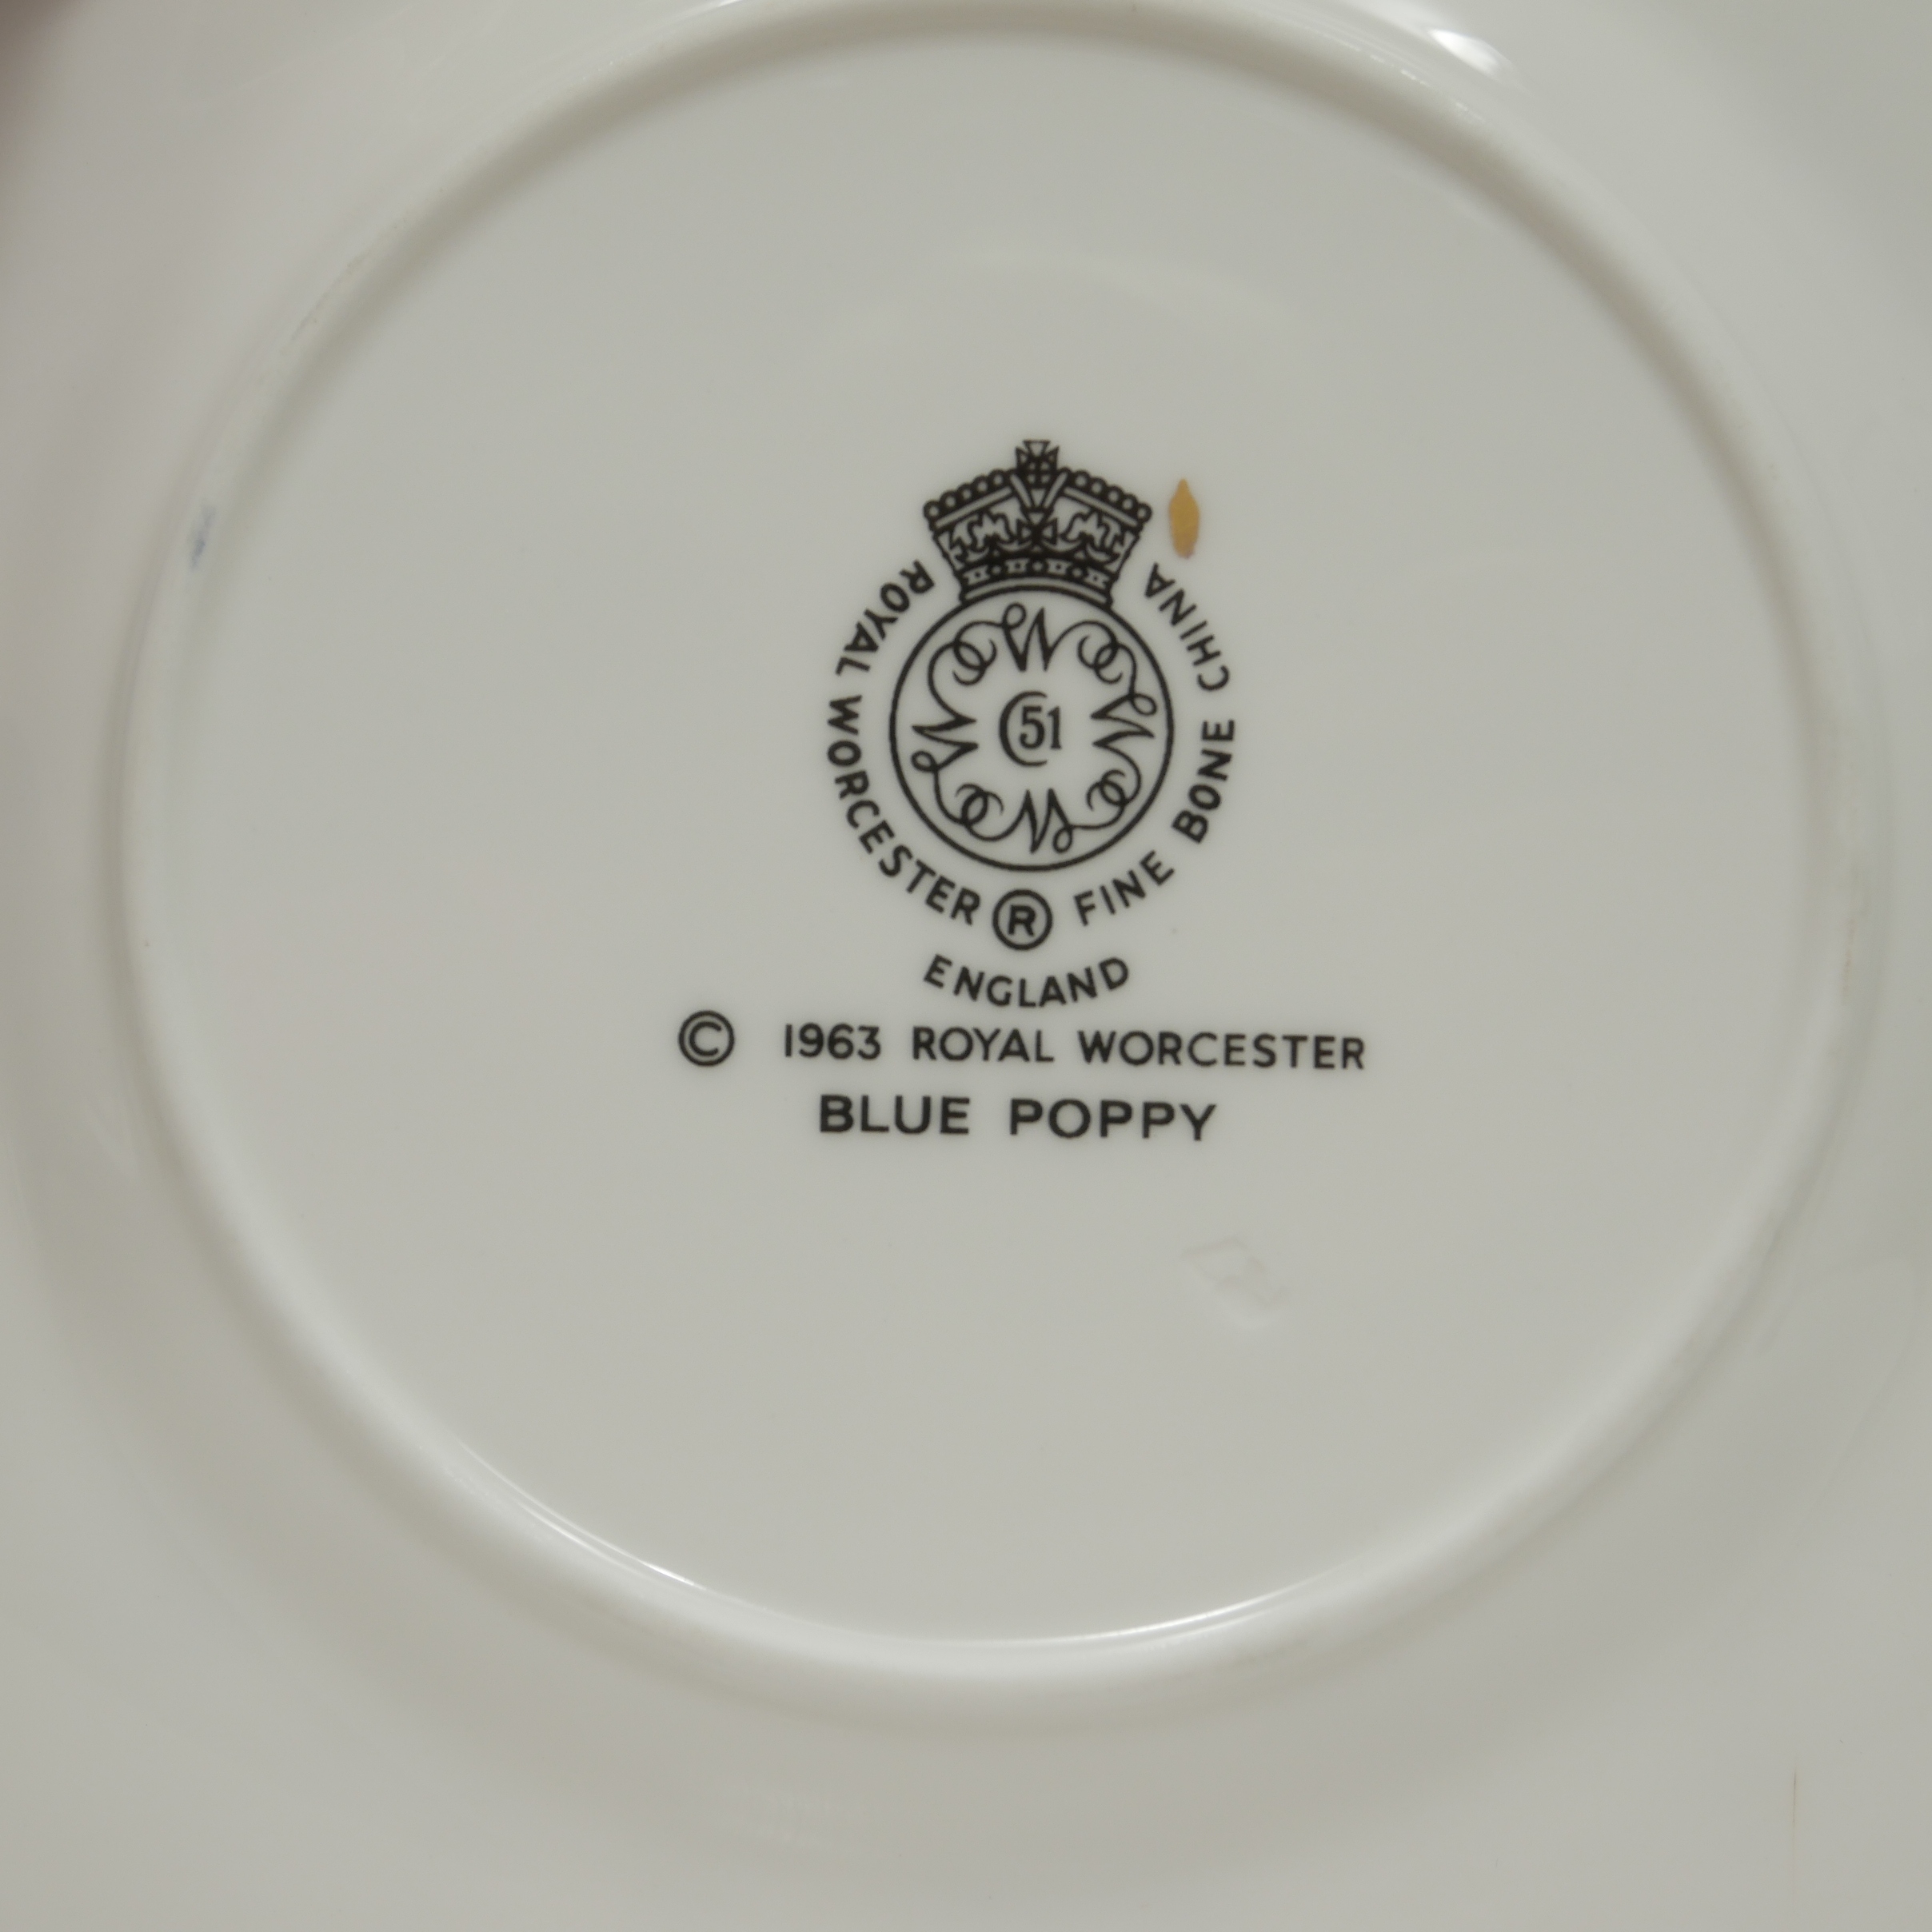 51
ROYAL WORCESTER ® FINE BONE CHINA
ENGLAND
© 1963 ROYAL WORCESTER
BLUE POPPY